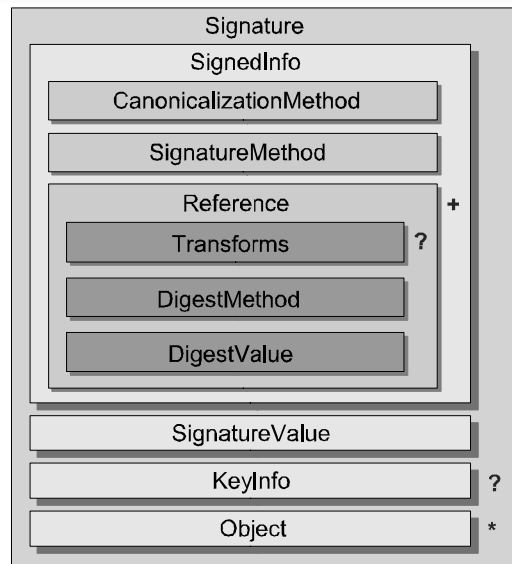 Signature
SignedInfo
CanonicalizationMethod
SignatureMethod
Reference +
Transforms ?
DigestMethod
DigestValue
SignatureValue
KeyInfo ?
Object *